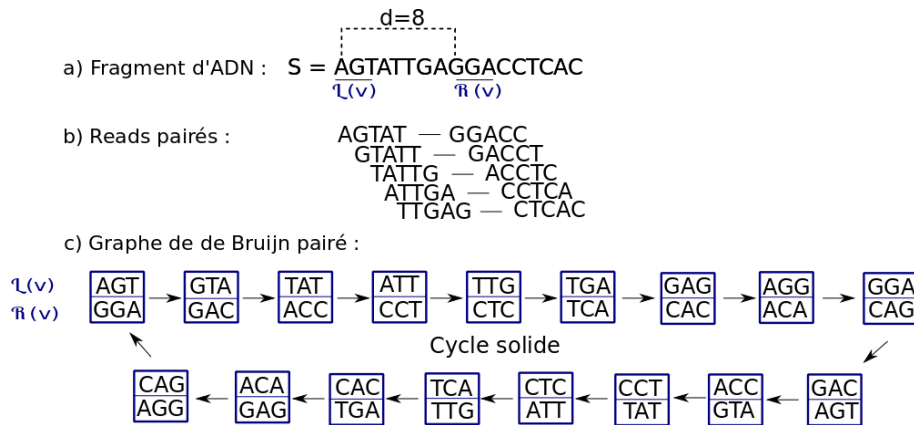 d=8
a) Fragment d'ADN : S = AGTATTGAGGACCTCAC
L(v) R(v)
b) Reads pairés :
AGTAT — GGACC
GTATT — GACCT
TATTG — ACCTC
ATTGA — CCTCA
TTGAG — CTCAC
c) Graphe de de Bruijn pairé :
L(v) AGT GTA TAT ATT TTG TGA GAG AGG GGA
R(v) GGA GAC ACC CCT CTC TCA CAC ACA CAG
Cycle solide
CAG ACA CAC TCA CTC CCT ACC GAC
AGG GAG TGA TTG ATT TAT GTA AGT